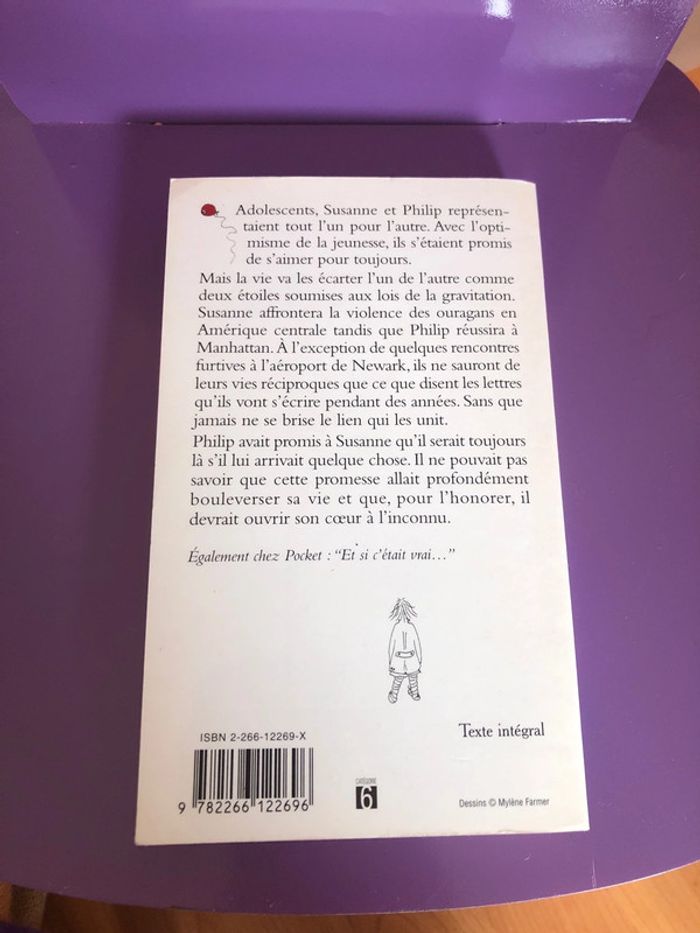 Adolescents, Susanne et Philip représen-
taient tout l'un pour l'autre. Avec l'opti-
misme de la jeunesse, ils s'étaient promis
de s'aimer pour toujours.
Mais la vie va les écarter l'un de l'autre comme
deux étoiles soumises aux lois de la gravitation.
Susanne affrontera la violence des ouragans en
Amérique centrale tandis que Philip réussira à
Manhattan. À l'exception de quelques rencontres
furtives à l'aéroport de Newark, ils ne sauront de
leurs vies réciproques que ce que disent les lettres
qu'ils vont s'écrire pendant des années. Sans que
jamais ne se brise le lien qui les unit.
Philip avait promis à Susanne qu'il serait toujours
là s'il lui arrivait quelque chose. Il ne pouvait pas
savoir que cette promesse allait profondément
bouleverser sa vie et que, pour l'honorer, il
devrait ouvrir son cœur à l'inconnu.
Également chez Pocket : "Et si c'était vrai…"
ISBN 2-266-12269-X
Texte intégral
9 782266 122696
CATÉGORIE
6
Dessins © Mylène Farmer